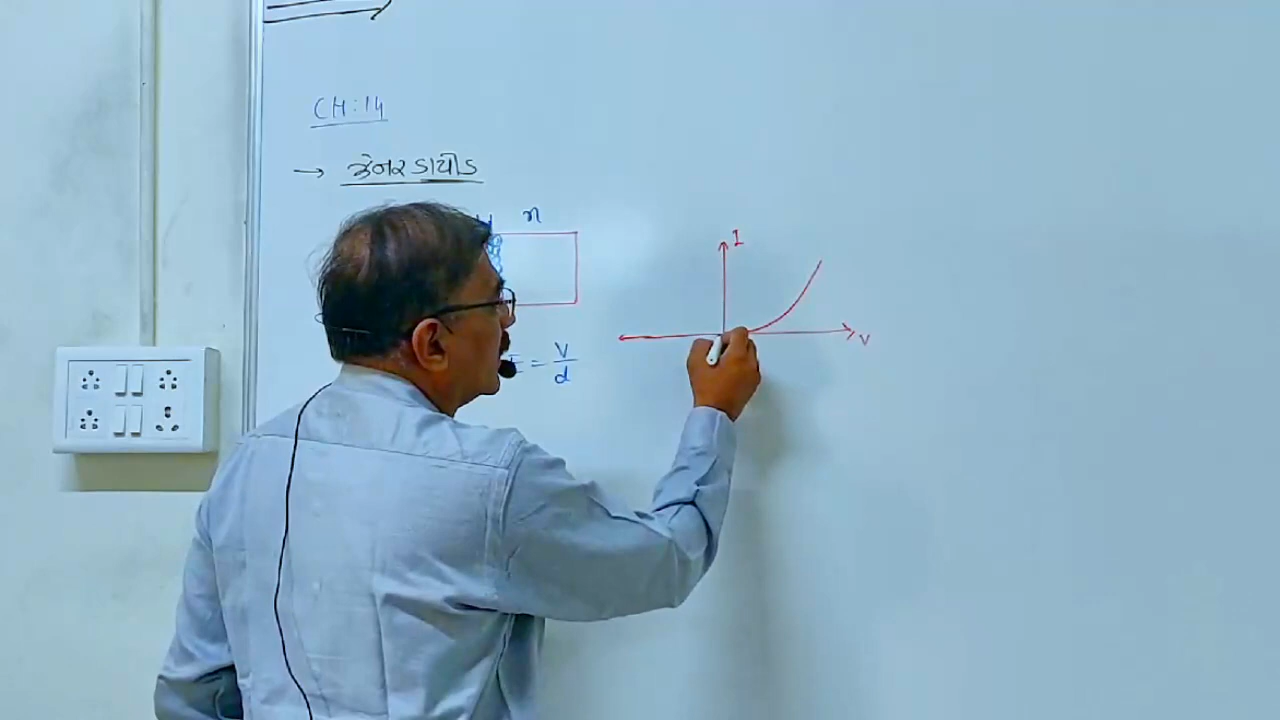 CH:14
→ ઝેનર ડાયોડ
n
I
V
= V/d